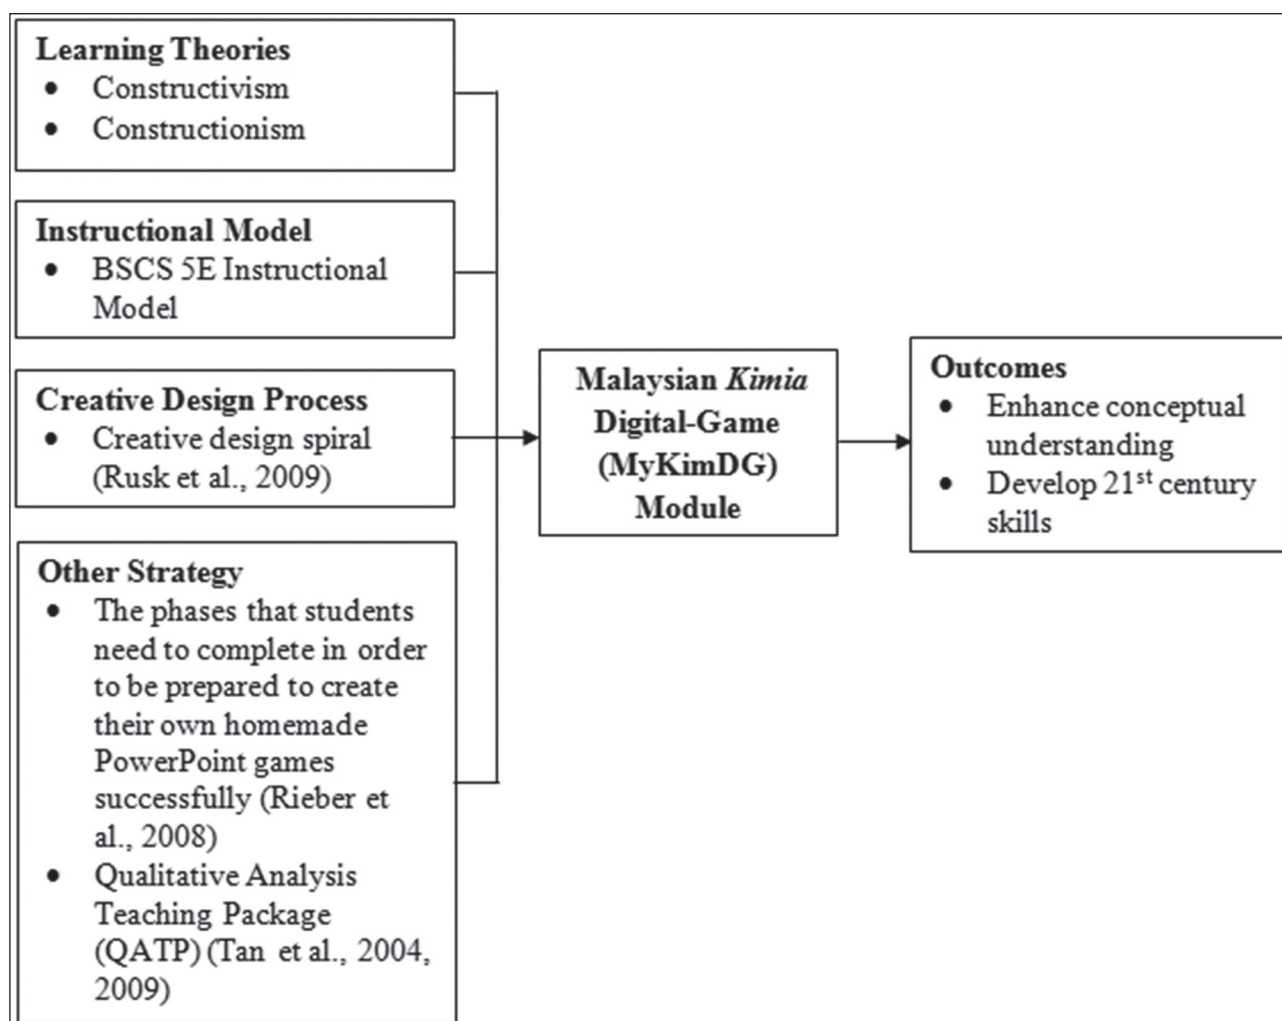 Learning Theories
• Constructivism
• Constructionism
Instructional Model
• BSCS 5E Instructional
Model
Creative Design Process
• Creative design spiral
(Rusk et al., 2009)
Other Strategy
• The phases that students
need to complete in order
to be prepared to create
their own homemade
PowerPoint games
successfully (Rieber et
al., 2008)
• Qualitative Analysis
Teaching Package
(QATP) (Tan et al., 2004,
2009)
Malaysian Kimia
Digital-Game
(MyKimDG)
Module
Outcomes
• Enhance conceptual
understanding
• Develop 21st century
skills